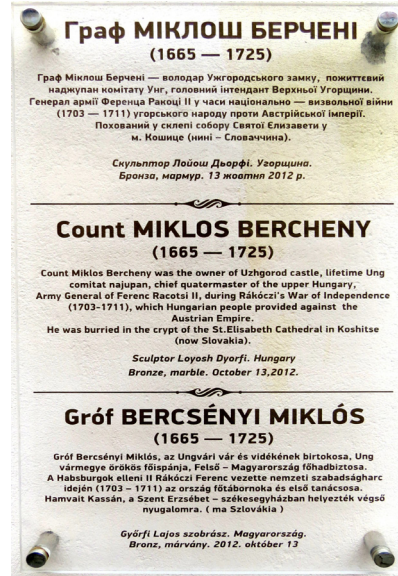 Граф МІКЛОШ БЕРЧЕНІ
(1665 — 1725)
Граф Міклош Берчені — володар Ужгородського замку, пожиттєвий
наджупан комітату Унг, головний інтендант Верхньої Угорщини.
Генерал армії Ференца Ракоці II у часи національно — визвольної війни
(1703 — 1711) угорського народу проти Австрійської імперії.
Похований у склепі собору Святої Єлизавети у
м. Кошице (нині – Словаччина).
Скульптор Лойош Дьорфі. Угорщина.
Бронза, мармур. 13 жовтня 2012 р.
Count MIKLOS BERCHENY
(1665 — 1725)
Count Miklos Bercheny was the owner of Uzhgorod castle, lifetime Ung
comitat najupan, chief quatermaster of the upper Hungary,
Army General of Ferenc Racotsi II, during Rákóczi's War of Independence
(1703-1711), which Hungarian people provided against the
Austrian Empire.
He was burried in the crypt of the St.Elisabeth Cathedral in Koshitse
(now Slovakia).
Sculptor Loyosh Dyorfi. Hungary
Bronze, marble. October 13,2012.
Gróf BERCSÉNYI MIKLÓS
(1665 — 1725)
Gróf Bercsényi Miklós, az Ungvári vár és vidékének birtokosa, Ung
vármegye örökös főispánja, Felső – Magyarország főhadbiztosa.
A Habsburgok elleni II Rákóczi Ferenc vezette nemzeti szabadságharc
idején (1703 – 1711) az ország főtábornoka és első tanácsosa.
Hamvait Kassán, a Szent Erzsébet – székesegyházban helyezték végső
nyugalomra. ( ma Szlovákia )
Győrfi Lajos szobrász. Magyarország.
Bronz, márvány. 2012. október 13